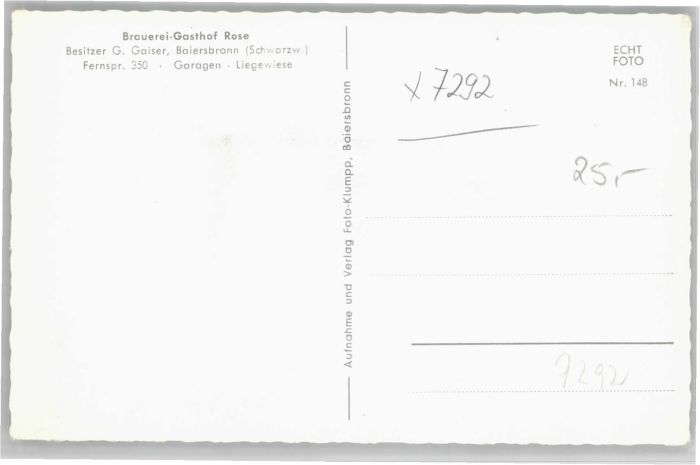 Brauerei-Gasthof Rose
Besitzer G. Gaiser, Baiersbronn (Schwarzw.)
Fernspr. 350 · Garagen · Liegewiese
Aufnahme und Verlag Foto-Klumpp, Baiersbronn
ECHT
FOTO
Nr. 148
x 7292
25,-
7292